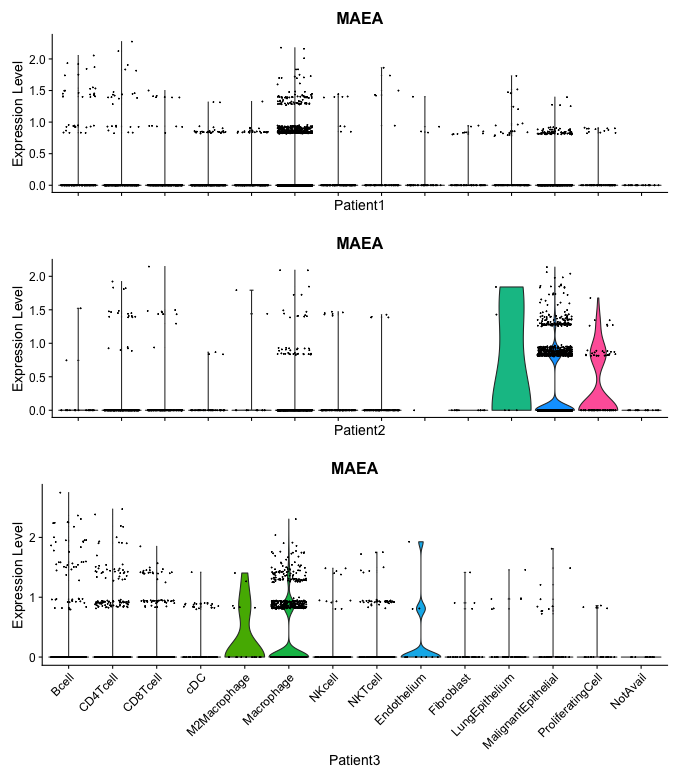 MAEA
Expression Level
2.0
1.5
1.0
0.5
0.0
Patient1
MAEA
Expression Level
2.0
1.5
1.0
0.5
0.0
Patient2
MAEA
Expression Level
2
1
0
Bcell
CD4Tcell
CD8Tcell
cDC
M2Macrophage
Macrophage
NKcell
NKTcell
Endothelium
Fibroblast
LungEpithelium
MalignantEpithelial
ProliferatingCell
NotAvail
Patient3